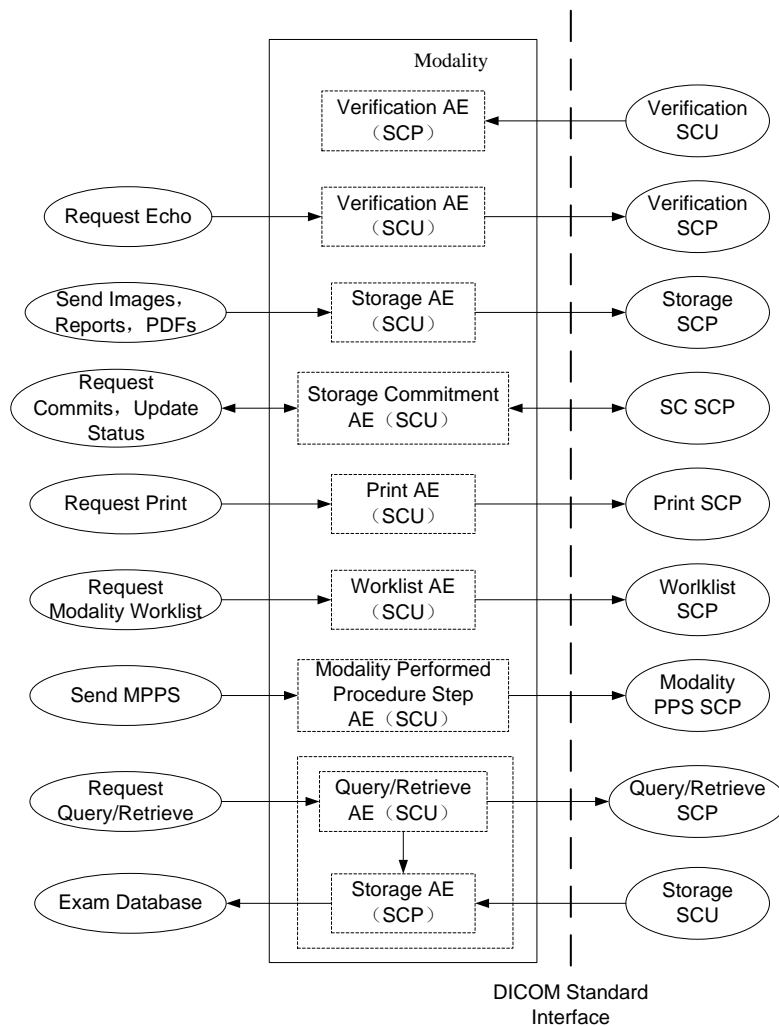 Modality
Verification AE
（SCP）
Verification
SCU
Request Echo
Verification AE
（SCU）
Verification
SCP
Send Images，
Reports，PDFs
Storage AE
（SCU）
Storage
SCP
Request
Commits，Update
Status
Storage Commitment
AE（SCU）
SC SCP
Request Print
Print AE
（SCU）
Print SCP
Request
Modality Worklist
Worklist AE
（SCU）
Worlklist
SCP
Send MPPS
Modality Performed
Procedure Step
AE（SCU）
Modality
PPS SCP
Request
Query/Retrieve
Query/Retrieve
AE（SCU）
Query/Retrieve
SCP
Exam Database
Storage AE
（SCP）
Storage
SCU
DICOM Standard
Interface